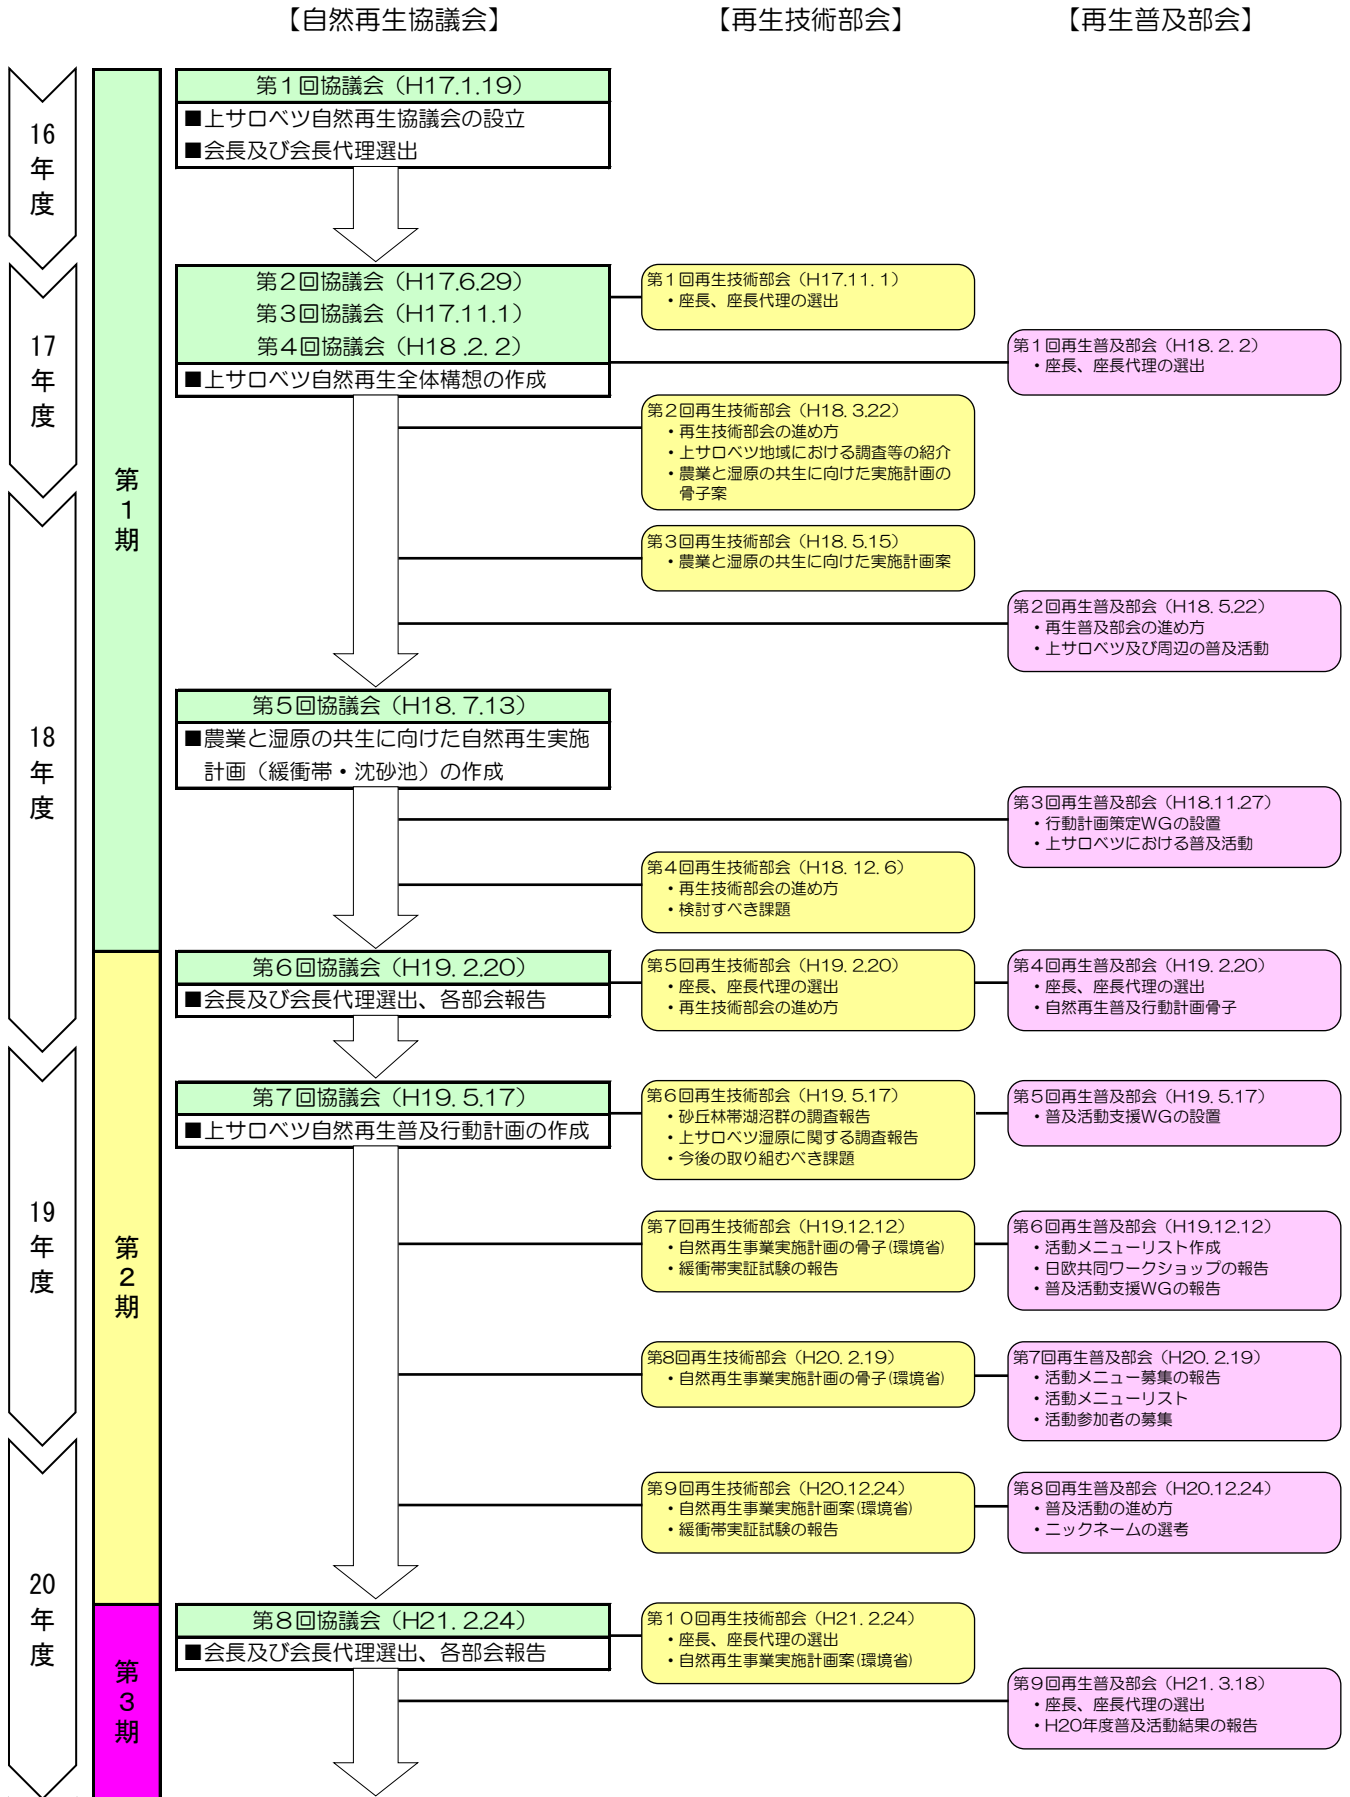 【自然再生協議会】
【再生技術部会】
【再生普及部会】
16
年
度
第1期
第1回協議会（H17.1.19）
■上サロベツ自然再生協議会の設立
■会長及び会長代理選出
17
年
度
第2回協議会（H17.6.29）
第3回協議会（H17.11.1）
第4回協議会（H18.2.2）
■上サロベツ自然再生全体構想の作成
第1回再生技術部会（H17.11.1）
・座長、座長代理の選出
第1回再生普及部会（H18.2.2）
・座長、座長代理の選出
第2回再生技術部会（H18.3.22）
・再生技術部会の進め方
・上サロベツ地域における調査等の紹介
・農業と湿原の共生に向けた実施計画の
骨子案
18
年
度
第3回再生技術部会（H18.5.15）
・農業と湿原の共生に向けた実施計画案
第2回再生普及部会（H18.5.22）
・再生普及部会の進め方
・上サロベツ及び周辺の普及活動
第5回協議会（H18.7.13）
■農業と湿原の共生に向けた自然再生実施
計画（緩衝帯・沈砂池）の作成
第3回再生普及部会（H18.11.27）
・行動計画策定WGの設置
・上サロベツにおける普及活動
第4回再生技術部会（H18.12.6）
・再生技術部会の進め方
・検討すべき課題
第2期
第6回協議会（H19.2.20）
■会長及び会長代理選出、各部会報告
第5回再生技術部会（H19.2.20）
・座長、座長代理の選出
・再生技術部会の進め方
第4回再生普及部会（H19.2.20）
・座長、座長代理の選出
・自然再生普及行動計画骨子
19
年
度
第7回協議会（H19.5.17）
■上サロベツ自然再生普及行動計画の作成
第6回再生技術部会（H19.5.17）
・砂丘林帯湖沼群の調査報告
・上サロベツ湿原に関する調査報告
・今後の取り組むべき課題
第5回再生普及部会（H19.5.17）
・普及活動支援WGの設置
第7回再生技術部会（H19.12.12）
・自然再生事業実施計画の骨子(環境省)
・緩衝帯実証試験の報告
第6回再生普及部会（H19.12.12）
・活動メニューリスト作成
・日欧共同ワークショップの報告
・普及活動支援WGの報告
第8回再生技術部会（H20.2.19）
・自然再生事業実施計画の骨子(環境省)
第7回再生普及部会（H20.2.19）
・活動メニュー募集の報告
・活動メニューリスト
・活動参加者の募集
20
年
度
第9回再生技術部会（H20.12.24）
・自然再生事業実施計画案(環境省)
・緩衝帯実証試験の報告
第8回再生普及部会（H20.12.24）
・普及活動の進め方
・ニックネームの選考
第3期
第8回協議会（H21.2.24）
■会長及び会長代理選出、各部会報告
第10回再生技術部会（H21.2.24）
・座長、座長代理の選出
・自然再生事業実施計画案(環境省)
第9回再生普及部会（H21.3.18）
・座長、座長代理の選出
・H20年度普及活動結果の報告